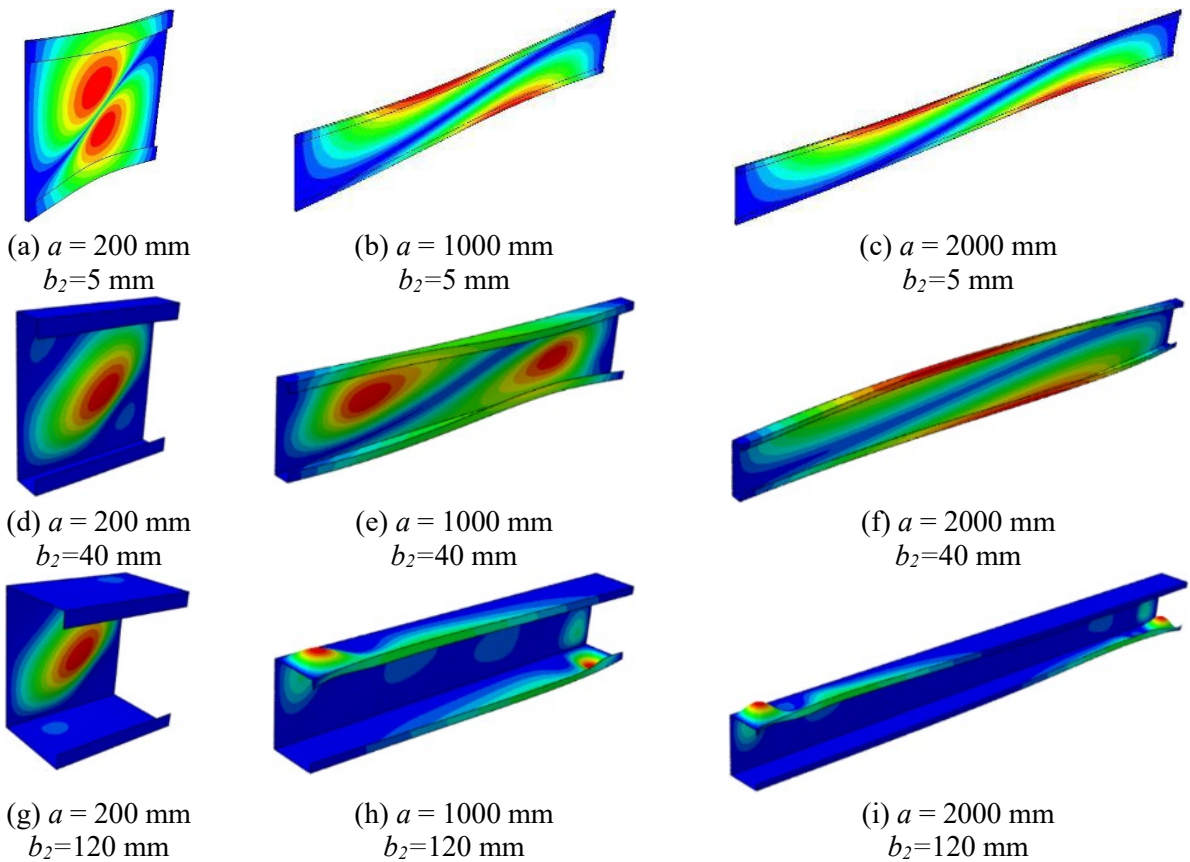 (a) a = 200 mm
b2=5 mm
(b) a = 1000 mm
b2=5 mm
(c) a = 2000 mm
b2=5 mm
(d) a = 200 mm
b2=40 mm
(e) a = 1000 mm
b2=40 mm
(f) a = 2000 mm
b2=40 mm
(g) a = 200 mm
b2=120 mm
(h) a = 1000 mm
b2=120 mm
(i) a = 2000 mm
b2=120 mm